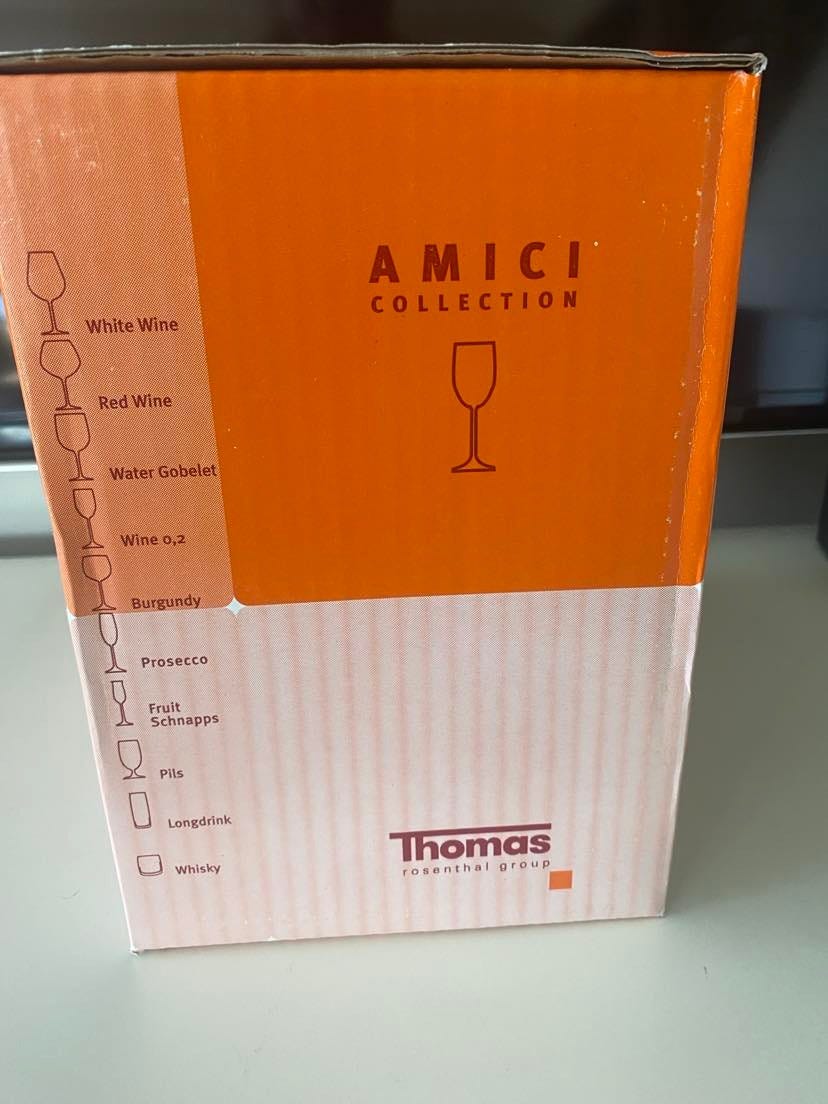 AMICI
COLLECTION
White Wine
Red Wine
Water Gobelet
Wine 0,2
Burgundy
Prosecco
Fruit
Schnapps
Pils
Longdrink
Whisky
Thomas
rosenthal group